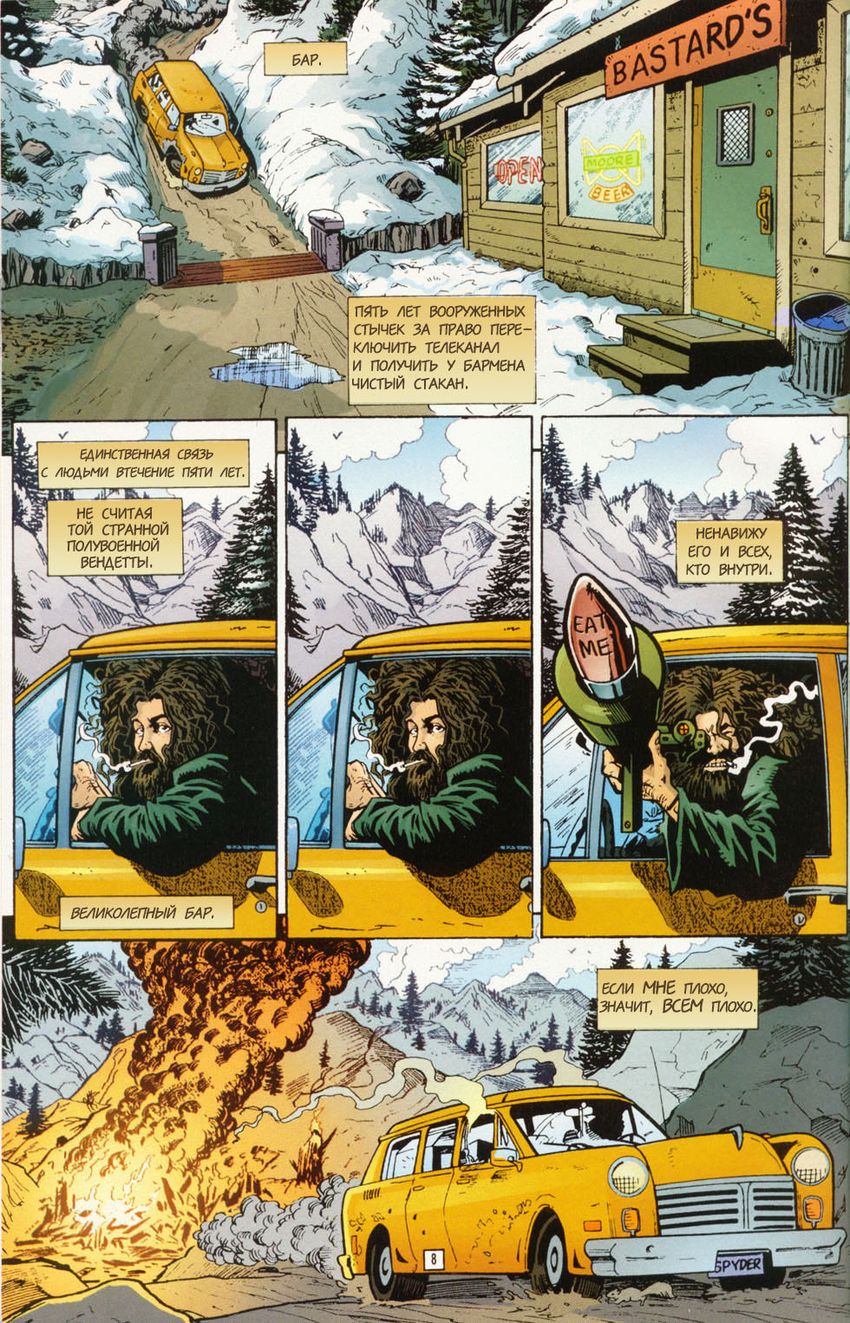 БАР.
BASTARD'S
OPEN
MOORE
BEER
ПЯТЬ ЛЕТ ВООРУЖЕННЫХ
СТЫЧЕК ЗА ПРАВО ПЕРЕ-
КЛЮЧИТЬ ТЕЛЕКАНАЛ
И ПОЛУЧИТЬ У БАРМЕНА
ЧИСТЫЙ СТАКАН.
ЕДИНСТВЕННАЯ СВЯЗЬ
С ЛЮДЬМИ ВТЕЧЕНИЕ ПЯТИ ЛЕТ.
НЕ СЧИТАЯ
ТОЙ СТРАННОЙ
ПОЛУВОЕННОЙ
ВЕНДЕТТЫ.
ВЕЛИКОЛЕПНЫЙ БАР.
НЕНАВИЖУ
ЕГО И ВСЕХ,
КТО ВНУТРИ.
EAT
ME
ЕСЛИ МНЕ ПЛОХО,
ЗНАЧИТ, ВСЕМ ПЛОХО.
8
SPYDER